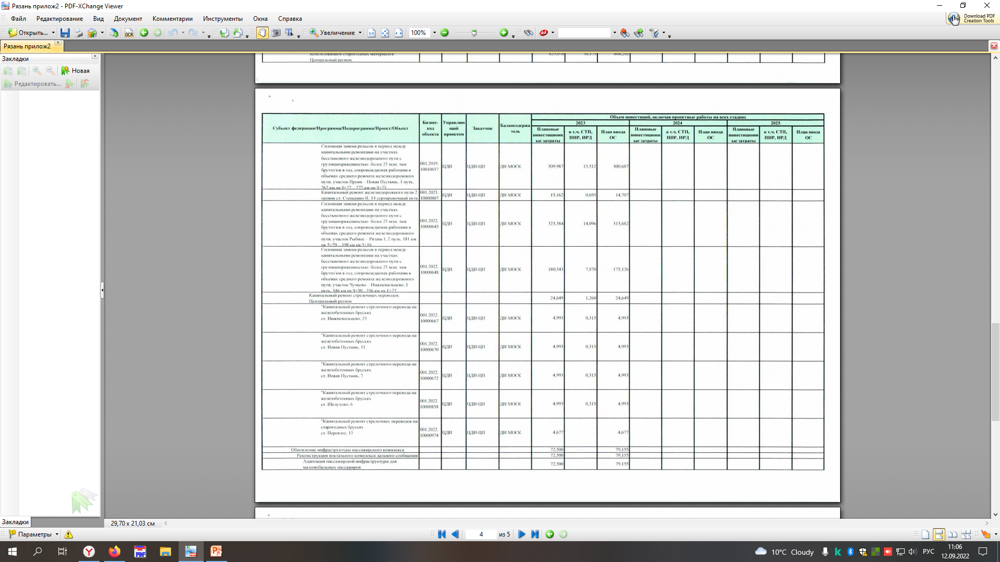 Рязань прилож2 - PDF-XChange Viewer
Файл Редактирование Вид Документ Комментарии Инструменты Окна Справка
Download PDF
Creation Tools
Открыть... OCR Увеличение 100%
Рязань прилож2
Закладки
Новая
Редактировать...
использованием старогодных материалов.
Центральный регион.
829,076 36,173 804,202
Субъект федерации/Программа/Подпрограмма/Проект/Объект
Бизнес-
код
объекта
Управляю
щий
проектом
Заказчик
Балансодержа
тель
Объем инвестиций, включая проектные работы на всех стадиях
2023 2024 2025
Плановые
инвестиционн
ые затраты
в т.ч. СТП,
ПИР, ИРД
План ввода
ОС
Плановые
инвестиционн
ые затраты
в т.ч. СТП,
ПИР, ИРД
План ввода
ОС
Плановые
инвестиционн
ые затраты
в т.ч. СТП,
ПИР, ИРД
План ввода
ОС
Сплошная замена рельсов в период между
капитальными ремонтами на участках
бесстыкового железнодорожного пути с
грузонапряженностью более 25 млн. ткм
брутто/км в год, сопровождаемая работами в
объемах среднего ремонта железнодорожного
пути, участок Проня – Новая Пустынь, 1 путь,
262 км пк 0+27 – 277 км пк 9+25
001.2019.
10010657
ЦДИ ЦДИ-ЦП ДИ МОСК 309,987 13,512 300,687
Капитальный ремонт железнодорожного пути 2
уровня ст. Стенькино II, 14 сортировочный путь
001.2021.
10000807
ЦДИ ЦДИ-ЦП ДИ МОСК 15,162 0,695 14,707
Сплошная замена рельсов в период между
капитальными ремонтами на участках
бесстыкового железнодорожного пути с
грузонапряженностью более 25 млн. ткм
брутто/км в год, сопровождаемая работами в
объемах среднего ремонта железнодорожного
пути, участок Рыбное – Рязань I, 2 путь, 181 км
пк 5+79 – 198 км пк 5+16
001.2022.
10000645
ЦДИ ЦДИ-ЦП ДИ МОСК 323,384 14,096 313,682
Сплошная замена рельсов в период между
капитальными ремонтами на участках
бесстыкового железнодорожного пути с
грузонапряженностью более 25 млн. ткм
брутто/км в год, сопровождаемая работами в
объемах среднего ремонта железнодорожного
пути, участок Чучково – Нижнемальцево, 1
путь, 346 км пк 9+90 –356 км пк 1+27
001.2022.
10000648
ЦДИ ЦДИ-ЦП ДИ МОСК 180,543 7,870 175,126
Капитальный ремонт стрелочных переводов.
Центральный регион
24,649 1,260 24,649
"Капитальный ремонт стрелочного перевода на
железобетонных брусьях
ст. Нижнемальцево, 25
001.2022.
10000667
ЦДИ ЦДИ-ЦП ДИ МОСК 4,993 0,315 4,993
"Капитальный ремонт стрелочного перевода на
железобетонных брусьях
ст. Новая Пустынь, 11
001.2022.
10000670
ЦДИ ЦДИ-ЦП ДИ МОСК 4,993 0,315 4,993
"Капитальный ремонт стрелочного перевода на
железобетонных брусьях
ст. Новая Пустынь, 7
001.2022.
10000672
ЦДИ ЦДИ-ЦП ДИ МОСК 4,993 0,315 4,993
"Капитальный ремонт стрелочного перевода на
железобетонных брусьях
ст. Шелухово, 6
001.2022.
10000838
ЦДИ ЦДИ-ЦП ДИ МОСК 4,993 0,315 4,993
"Капитальный ремонт стрелочных переводов на
старогодных брусьях
ст. Перевлес, 13
001.2022.
10000974
ЦДИ ЦДИ-ЦП ДИ МОСК 4,677 4,677
Обновление инфраструктуры пассажирского комплекса 72,500 79,155
Реконструкция вокзального комплекса дальнего сообщения 72,500 79,155
Адаптация пассажирской инфраструктуры для
маломобильных пассажиров
72,500 79,155
Закладки
29,70 x 21,03 см
Параметры
4 из 5
10°C Cloudy РУС
11:06
12.09.2022